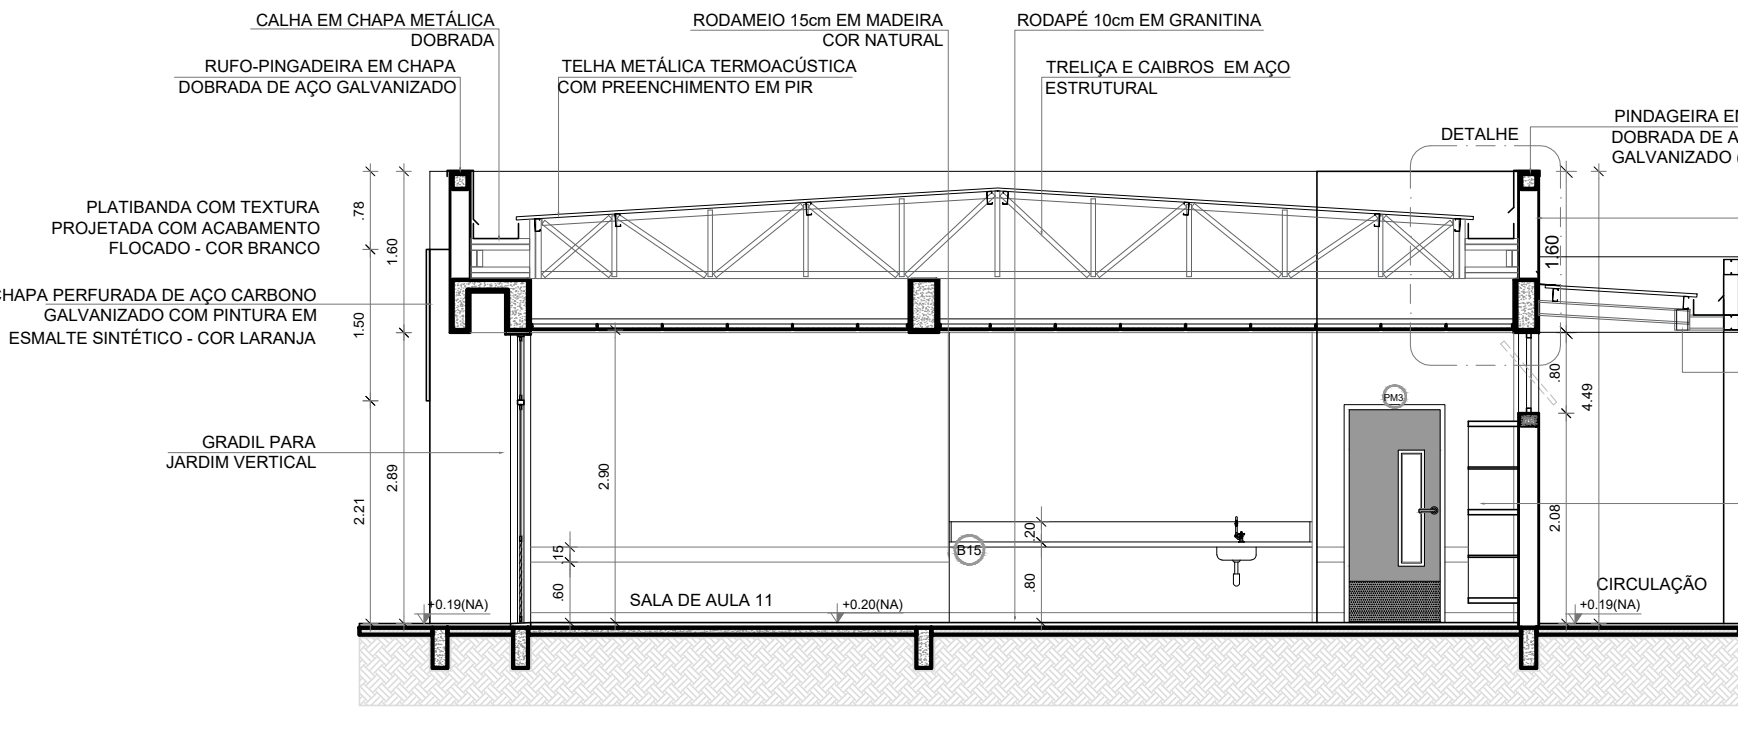 CALHA EM CHAPA METÁLICA
DOBRADA
RODAMEIO 15cm EM MADEIRA
COR NATURAL
RODAPÉ 10cm EM GRANITINA
RUFO-PINGADEIRA EM CHAPA
DOBRADA DE AÇO GALVANIZADO
TELHA METÁLICA TERMOACÚSTICA
COM PREENCHIMENTO EM PIR
TRELIÇA E CAIBROS EM AÇO
ESTRUTURAL
PINDAGEIRA
DOBRADA DE
GALVANIZADO
DETALHE
PLATIBANDA COM TEXTURA
PROJETADA COM ACABAMENTO
FLOCADO - COR BRANCO
.78
1.60
1.60
CHAPA PERFURADA DE AÇO CARBONO
GALVANIZADO COM PINTURA EM
ESMALTE SINTÉTICO - COR LARANJA
1.50
.80
4.49
PM3
GRADIL PARA
JARDIM VERTICAL
2.89
2.21
2.90
2.08
.20
.15
B15
.60
.80
SALA DE AULA 11
CIRCULAÇÃO
+0.19(NA)
+0.20(NA)
+0.19(NA)